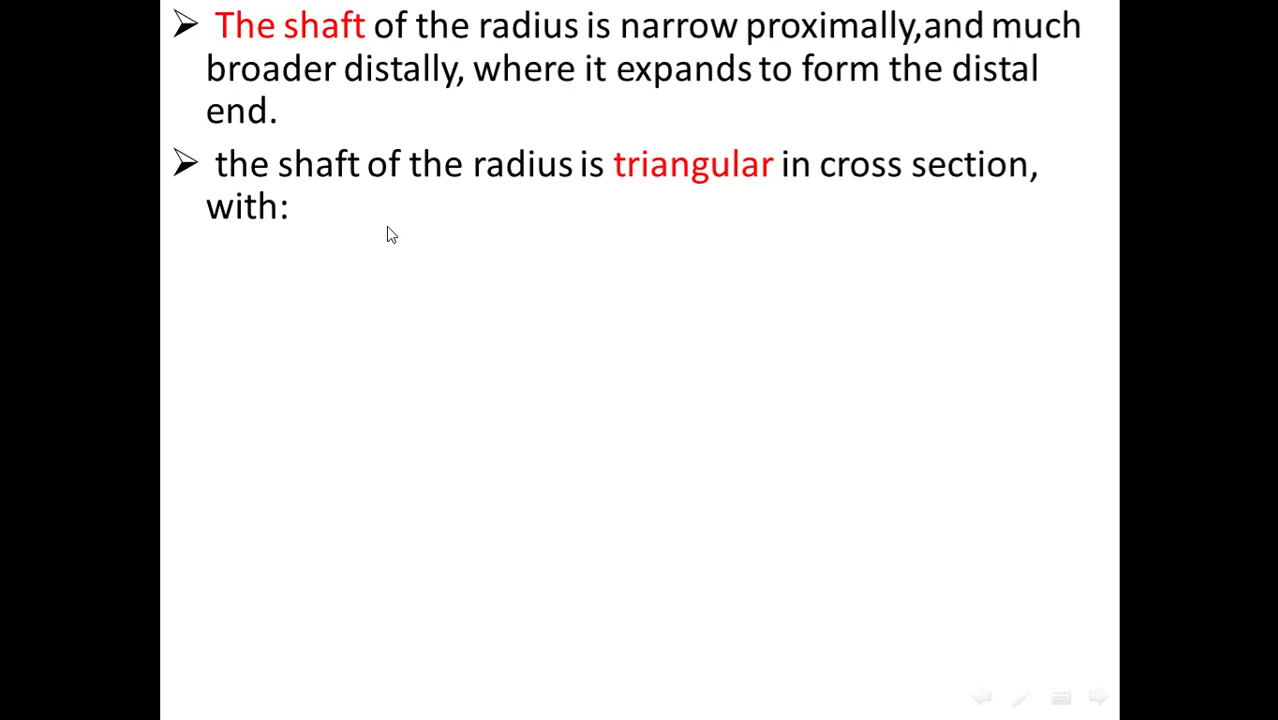 The shaft of the radius is narrow proximally,and much
broader distally, where it expands to form the distal
end.
the shaft of the radius is triangular in cross section,
with: